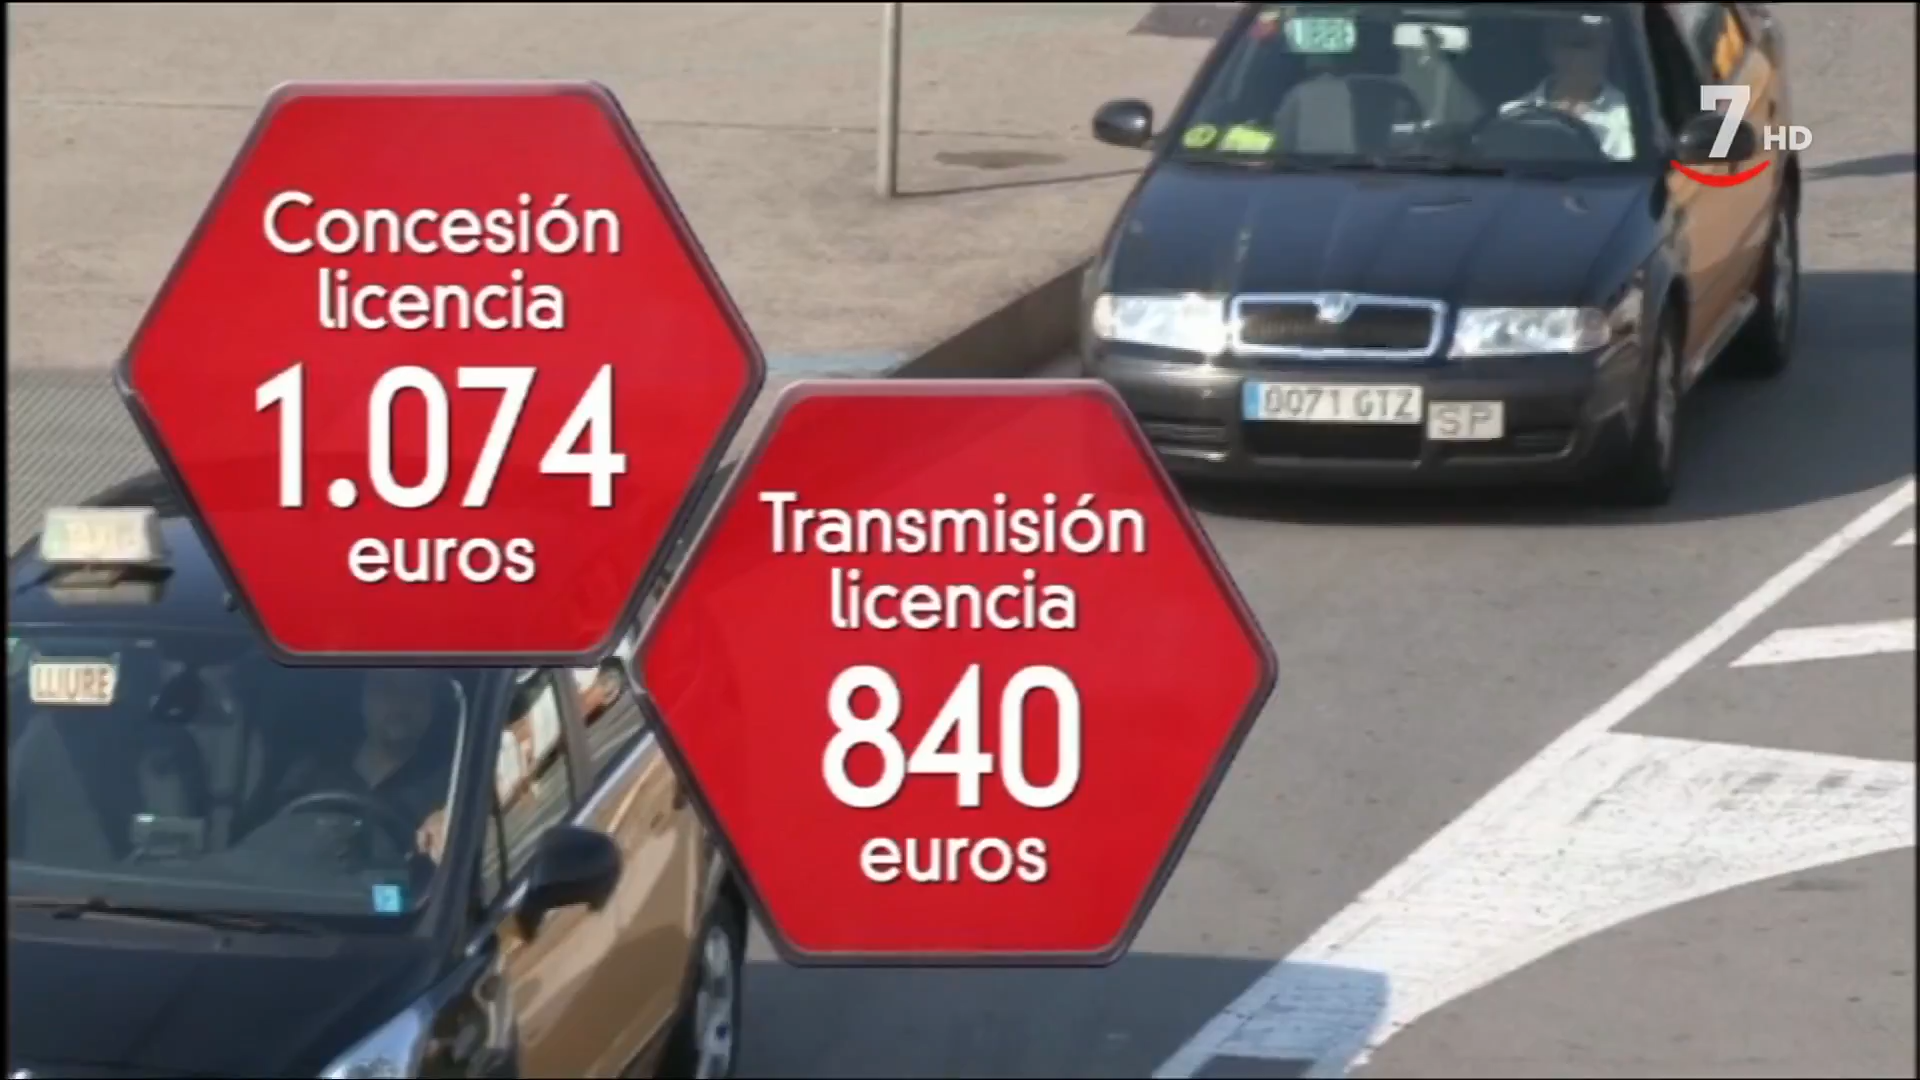 Concesión
licencia
1.074
euros
Transmisión
licencia
840
euros
7 HD
0071 GTZ
SP
LLIURE